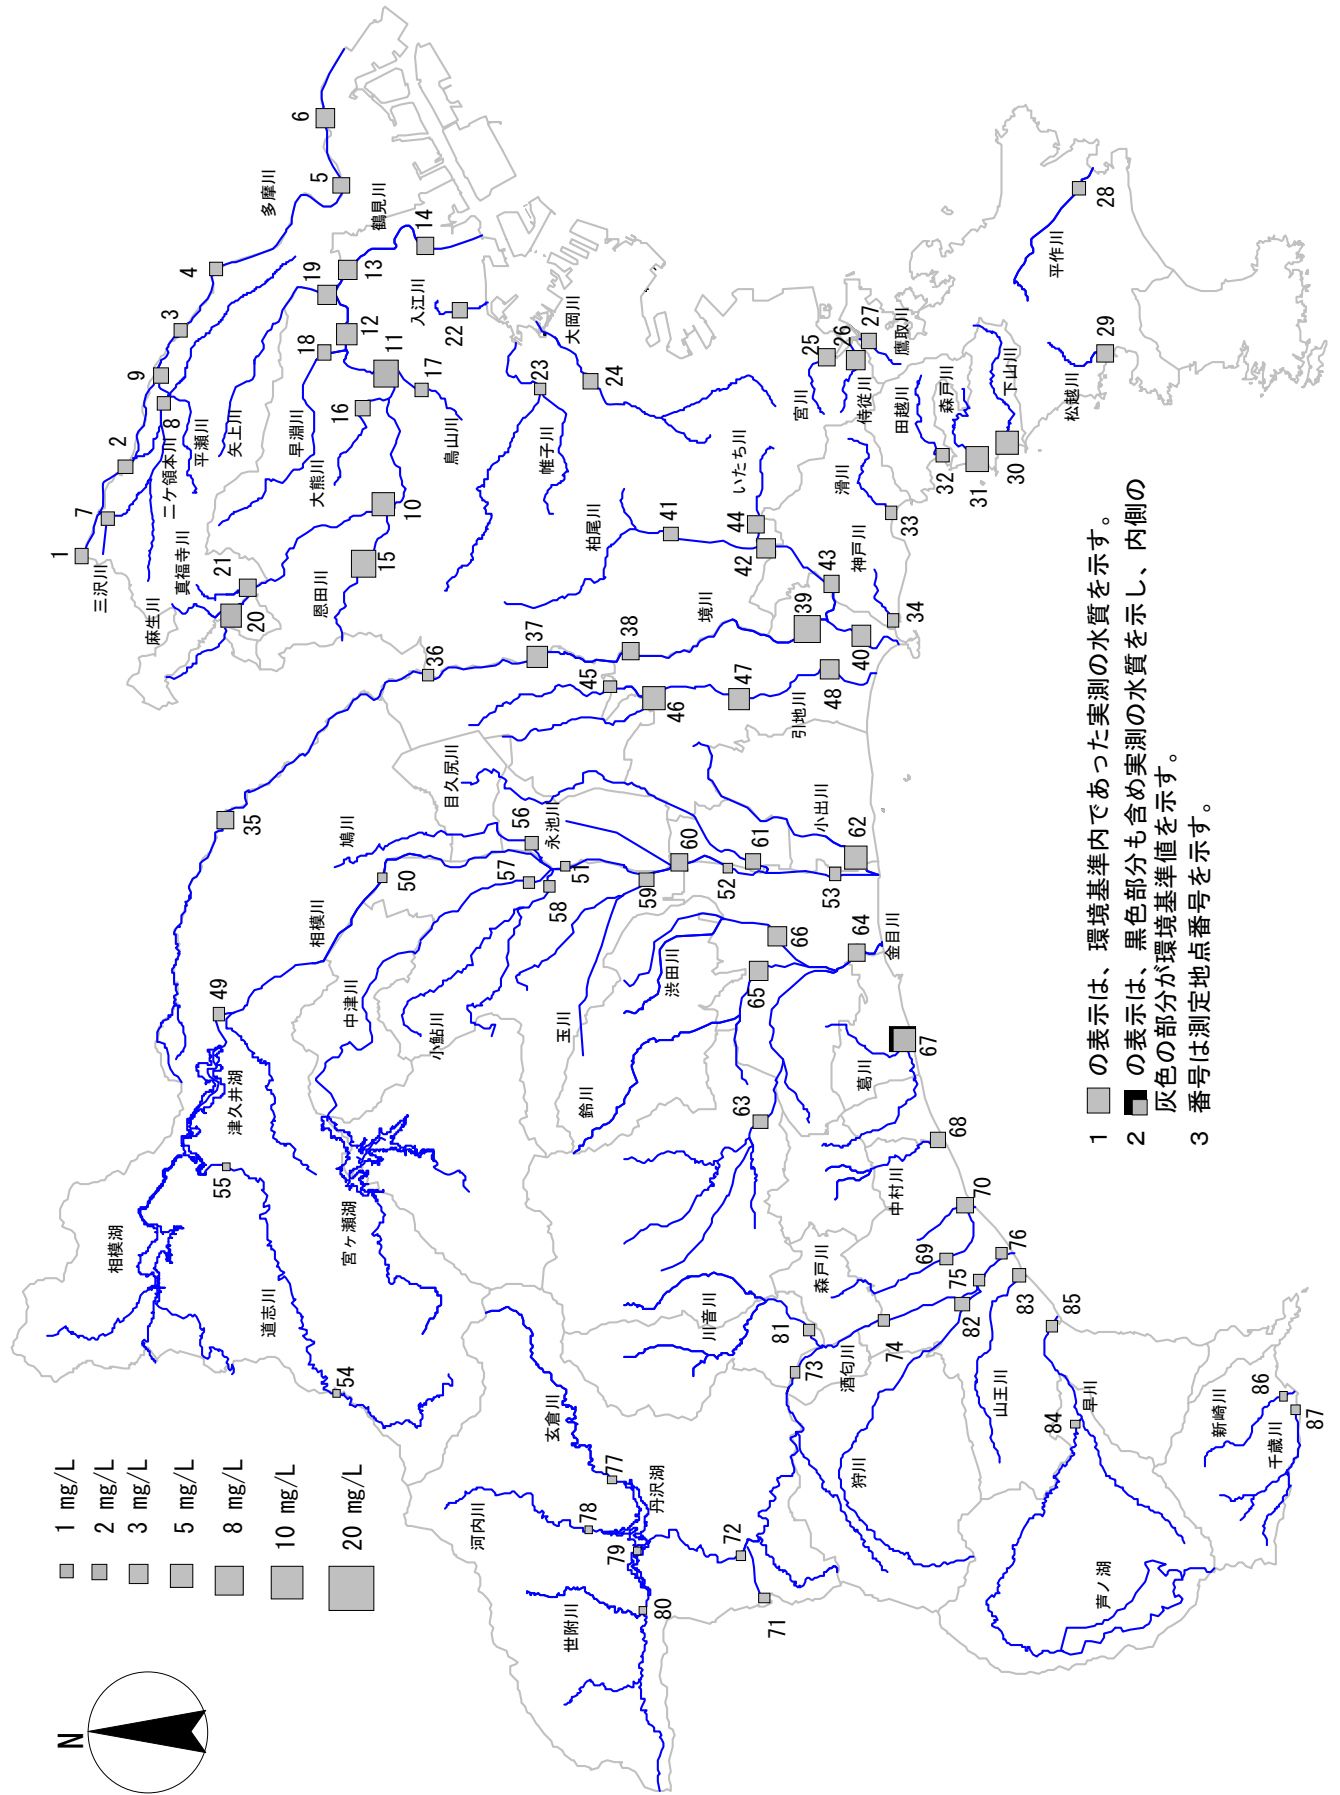 N
1 mg/L
2 mg/L
3 mg/L
5 mg/L
8 mg/L
10 mg/L
20 mg/L
相模湖
津久井湖
道志川
宮ケ瀬湖
玄倉川
河内川
世附川
丹沢湖
川音川
森戸川
酒匂川
狩川
山王川
早川
芦ノ湖
新崎川
千歳川
中村川
葛川
金目川
鈴川
渋田川
玉川
小鮎川
中津川
相模川
鳩川
永池川
目久尻川
小出川
引地川
境川
柏尾川
いたち川
神戸川
滑川
宮川
侍従川
鷹取川
田越川
森戸川
下山川
松越川
平作川
大岡川
帷子川
入江川
鳥山川
大熊川
早淵川
矢上川
平瀬川
二ケ領本川
三沢川
真福寺川
麻生川
恩田川
鶴見川
多摩川
1
2
3
4
5
6
7
8
9
10
11
12
13
14
15
16
17
18
19
20
21
22
23
24
25
26
27
28
29
30
31
32
33
34
35
36
37
38
39
40
41
42
43
44
45
46
47
48
49
50
51
52
53
54
55
56
57
58
59
60
61
62
63
64
65
66
67
68
69
70
71
72
73
74
75
76
77
78
79
80
81
82
83
84
85
86
87
1 の表示は、環境基準内であった実測の水質を示す。
2 の表示は、黒色部分も含め実測の水質を示し、内側の
灰色の部分が環境基準値を示す。
3 番号は測定地点番号を示す。